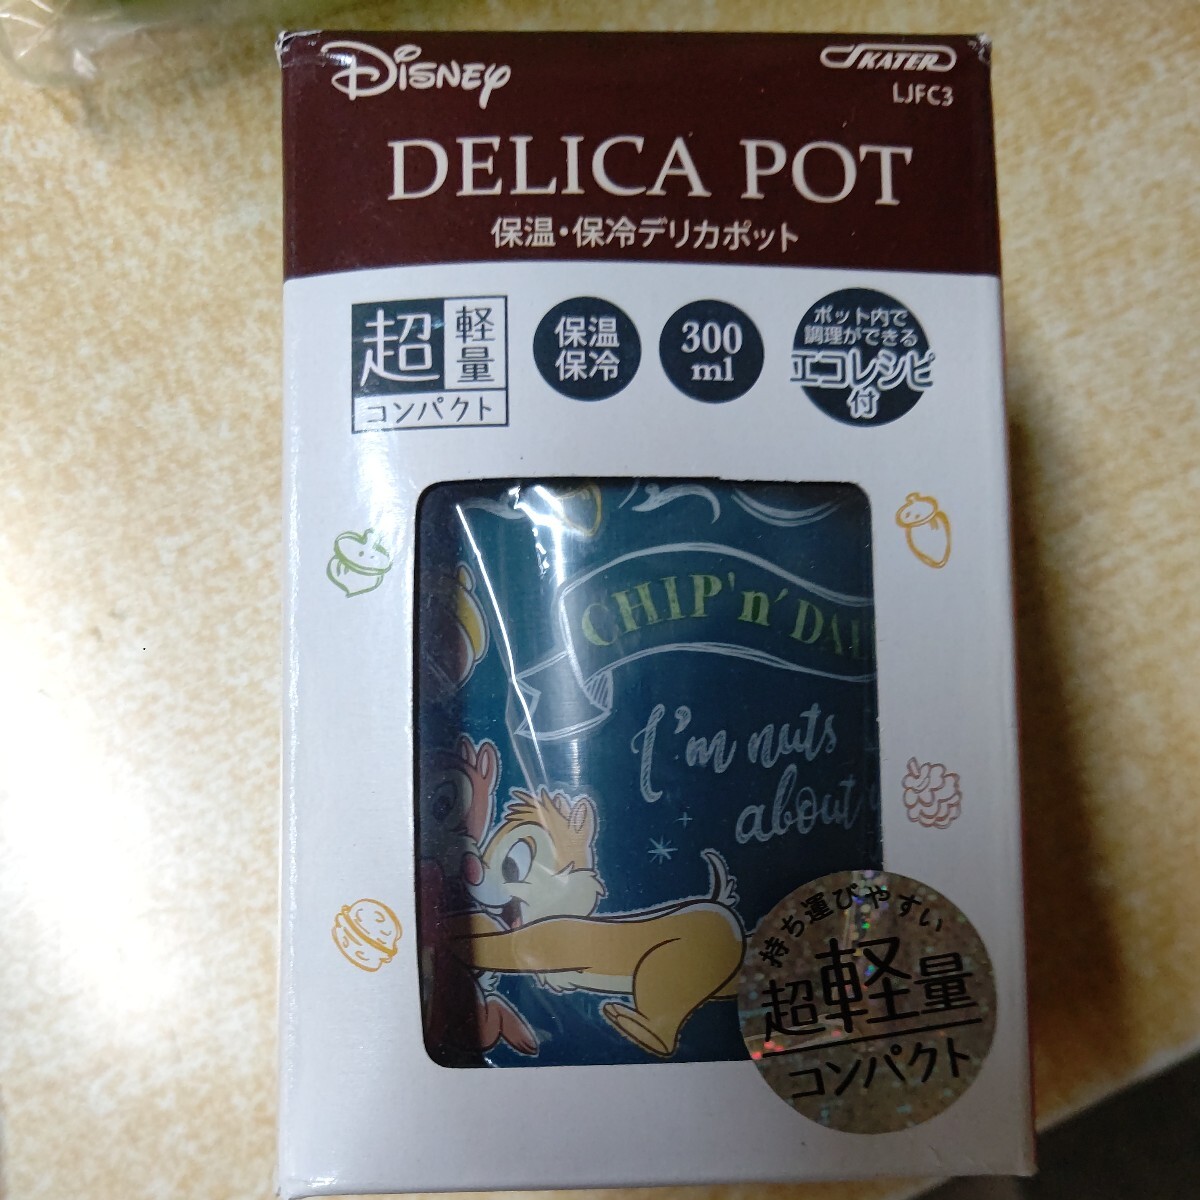 Disney
SKATER
LJFC3
DELICA POT
保温・保冷デリカポット
超軽量
コンパクト
保温
保冷
300
ml
ポット内で
調理ができる
エコレシピ
付
CHIP'n'DAL
I'm nuts
about
持ち運びやすい
超軽量
コンパクト